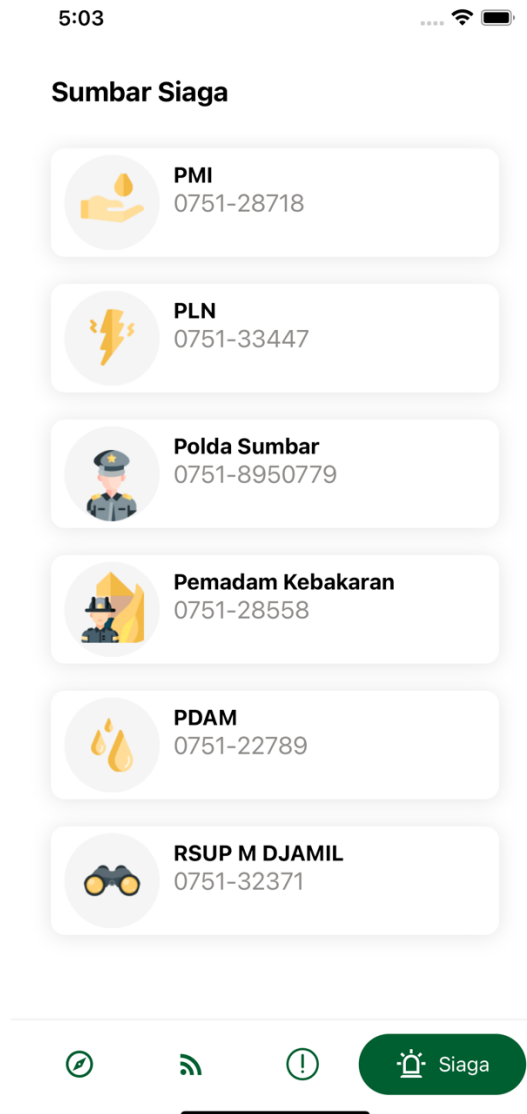 5:03
Sumbar Siaga
PMI
0751-28718
PLN
0751-33447
Polda Sumbar
0751-8950779
Pemadam Kebakaran
0751-28558
PDAM
0751-22789
RSUP M DJAMIL
0751-32371
Siaga